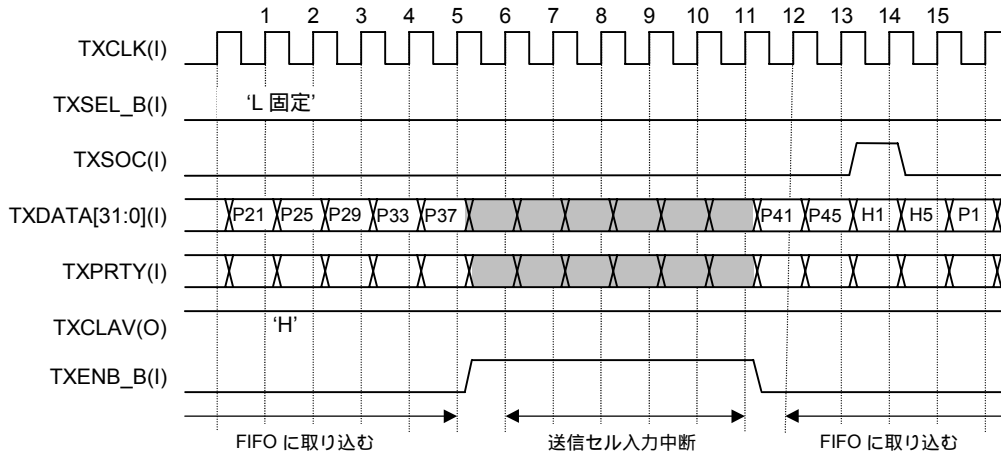 1 2 3 4 5 6 7 8 9 10 11 12 13 14 15
TXCLK(I)
TXSEL_B(I) ‘L 固定’
TXSOC(I)
TXDATA[31:0](I) P21 P25 P29 P33 P37 P41 P45 H1 H5 P1
TXPRTY(I)
TXCLAV(O) ‘H’
TXENB_B(I)
FIFO に取り込む 送信セル入力中断 FIFO に取り込む